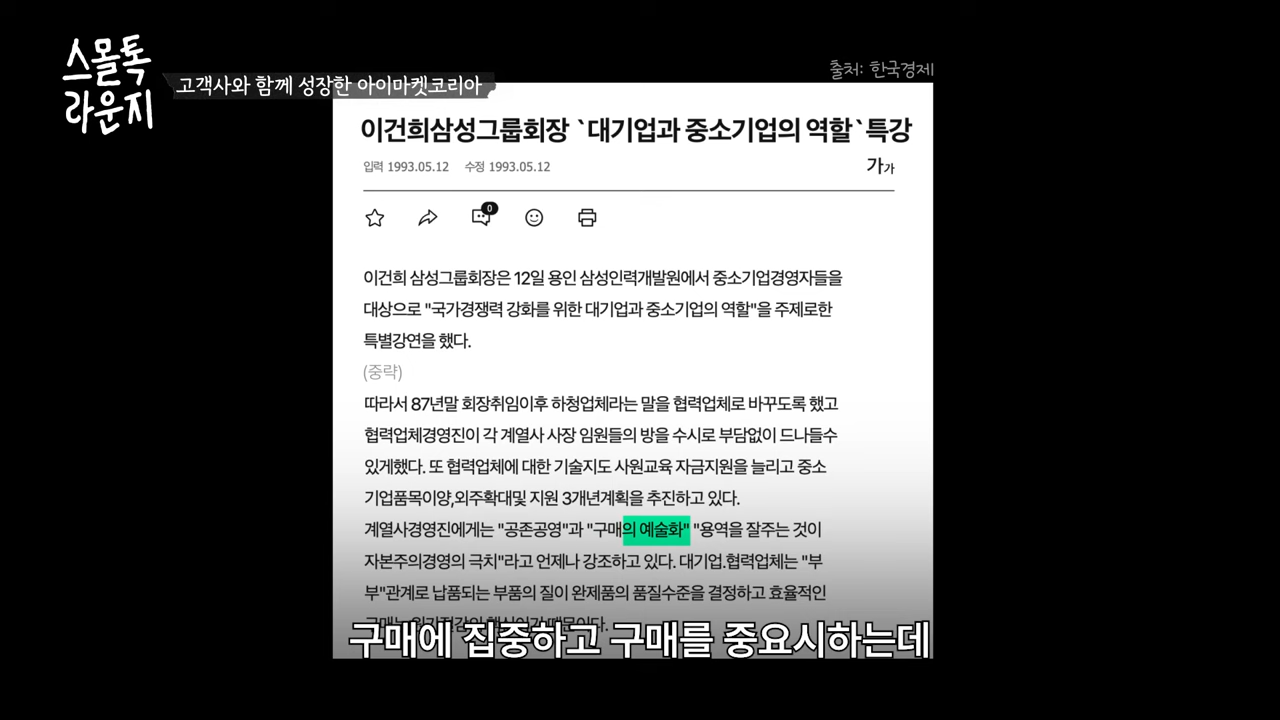 스몰톡
라운지
고객사와 함께 성장한 아이마켓코리아
출처: 한국경제
이건희삼성그룹회장 `대기업과 중소기업의 역할`특강
입력 1993.05.12 수정 1993.05.12
가가
0
이건희 삼성그룹회장은 12일 용인 삼성인력개발원에서 중소기업경영자들을
대상으로 "국가경쟁력 강화를 위한 대기업과 중소기업의 역할"을 주제로한
특별강연을 했다.
(중략)
따라서 87년말 회장취임이후 하청업체라는 말을 협력업체로 바꾸도록 했고
협력업체경영진이 각 계열사 사장 임원들의 방을 수시로 부담없이 드나들수
있게했다. 또 협력업체에 대한 기술지도 사원교육 자금지원을 늘리고 중소
기업품목이양,외주확대및 지원 3개년계획을 추진하고 있다.
계열사경영진에게는 "공존공영"과 "구매의 예술화" "용역을 잘주는 것이
자본주의경영의 극치"라고 언제나 강조하고 있다. 대기업.협력업체는 "부
부"관계로 납품되는 부품의 질이 완제품의 품질수준을 결정하고 효율적인
구매에 집중하고 구매를 중요시하는데